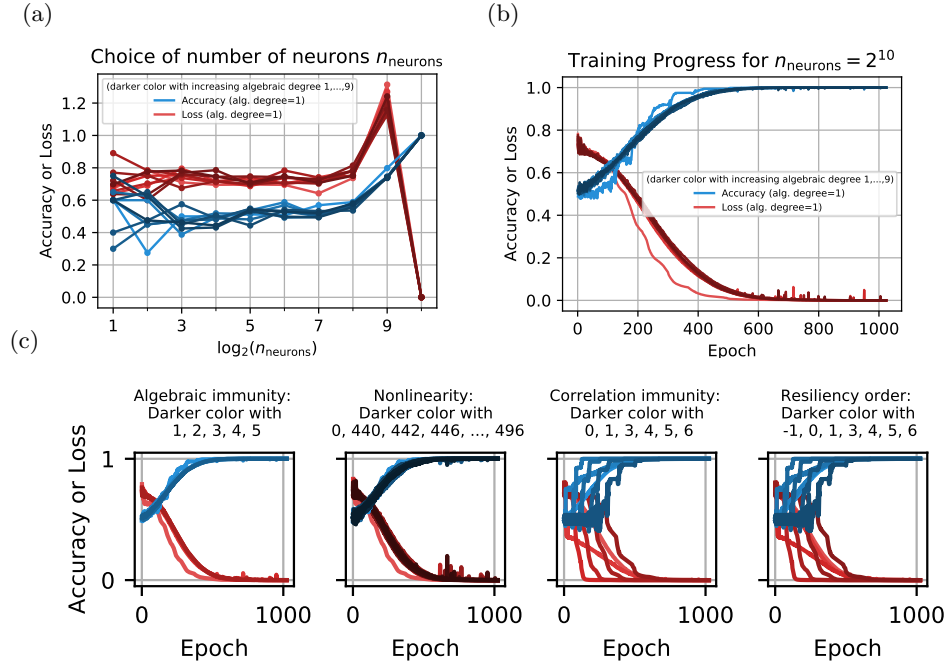 (a)
Choice of number of neurons n_neurons
(darker color with increasing algebraic degree 1,...,9)
Accuracy (alg. degree=1)
Loss (alg. degree=1)
Accuracy or Loss
1.2
1.0
0.8
0.6
0.4
0.2
0.0
1 3 5 7 9
log₂(n_neurons)
(b)
Training Progress for n_neurons = 2¹⁰
(darker color with increasing algebraic degree 1,...,9)
Accuracy (alg. degree=1)
Loss (alg. degree=1)
Accuracy or Loss
1.0
0.8
0.6
0.4
0.2
0.0
0 200 400 600 800 1000
Epoch
(c)
Accuracy or Loss
Algebraic immunity:
Darker color with
1, 2, 3, 4, 5
1
0
0 1000
Epoch
Nonlinearity:
Darker color with
0, 440, 442, 446, ..., 496
0 1000
Epoch
Correlation immunity:
Darker color with
0, 1, 3, 4, 5, 6
0 1000
Epoch
Resiliency order:
Darker color with
-1, 0, 1, 3, 4, 5, 6
0 1000
Epoch